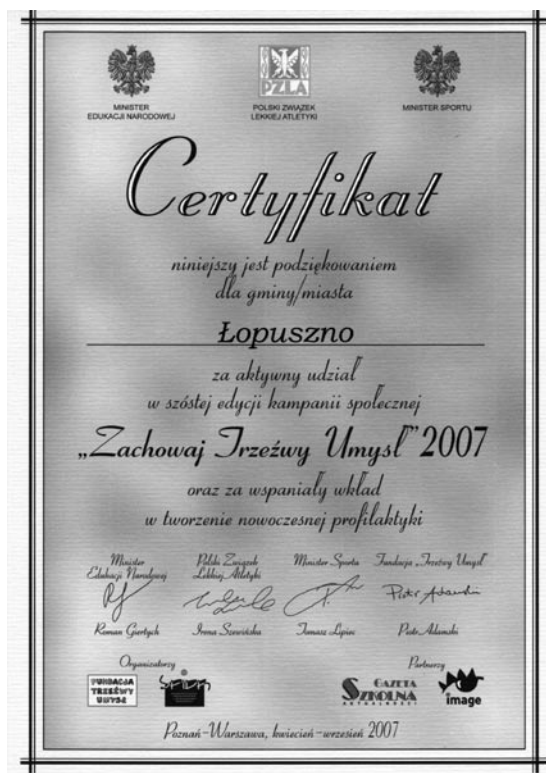 MINISTER
EDUKACJI NARODOWEJ
PZLA
POLSKI ZWIĄZEK
LEKKIEJ ATLETYKI
MINISTER SPORTU
Certyfikat
niniejszy jest podziękowaniem
dla gminy/miasta
Łopuszno
za aktywny udział
w szóstej edycji kampanii społecznej
„Zachowaj Trzeźwy Umysł” 2007
oraz za wspaniały wkład
w tworzenie nowoczesnej profilaktyki
Minister
Edukacji Narodowej
Polski Związek
Lekkiej Atletyki
Minister Sportu
Fundacja „Trzeźwy Umysł”
Piotr Adamski
Roman Giertych
Irena Szewińska
Tomasz Lipiec
Piotr Adamski
Organizatorzy
Partnerzy
FUNDACJA
TRZEŹWY
UMYSŁ
GAZETA
SZKOLNA
AKTUALNOŚCI
image
Poznań-Warszawa, kwiecień-wrzesień 2007